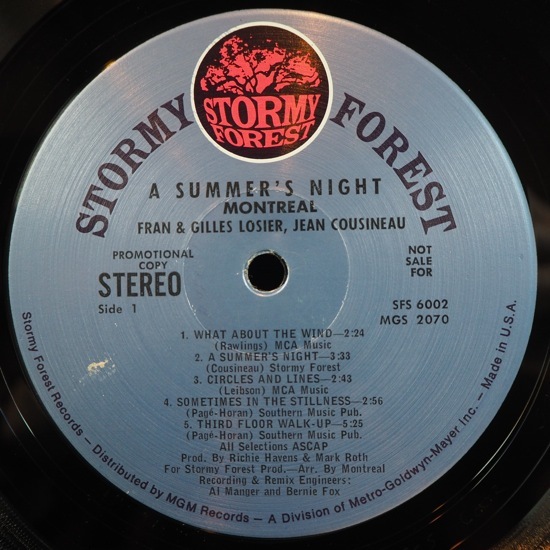 STORMY FOREST
STORMY
FOREST
A SUMMER'S NIGHT
MONTREAL
FRAN & GILLES LOSIER, JEAN COUSINEAU
PROMOTIONAL
COPY
STEREO
Side 1
NOT
SALE
FOR
SFS 6002
MGS 2070
1. WHAT ABOUT THE WIND—2:24
(Rawlings) MCA Music
2. A SUMMER'S NIGHT—3:33
(Cousineau) Stormy Forest
3. CIRCLES AND LINES—2:43
(Leibson) MCA Music
4. SOMETIMES IN THE STILLNESS—2:56
(Pagé-Horan) Southern Music Pub.
5. THIRD FLOOR WALK-UP—5:25
(Pagé-Horan) Southern Music Pub.
All Selections ASCAP
Prod. By Richie Havens & Mark Roth
For Stormy Forest Prod.—Arr. By Montreal
Recording & Remix Engineers:
Al Manger and Bernie Fox
Stormy Forest Records — Distributed by MGM Records — A Division of Metro-Goldwyn-Mayer Inc. — Made in U.S.A.